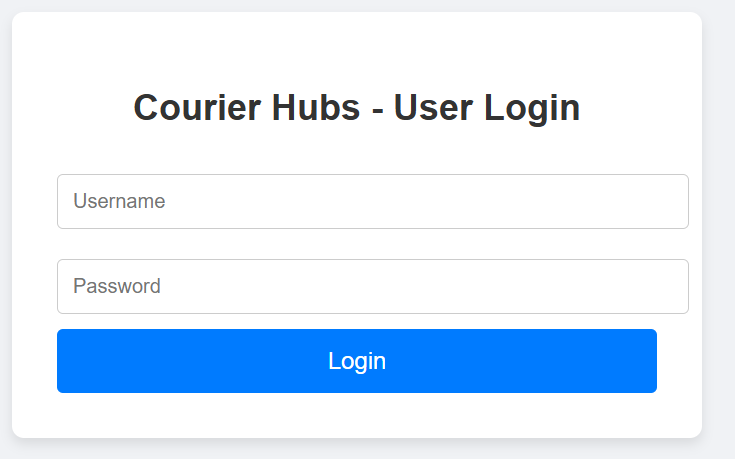 Courier Hubs - User Login
Username
Password
Login